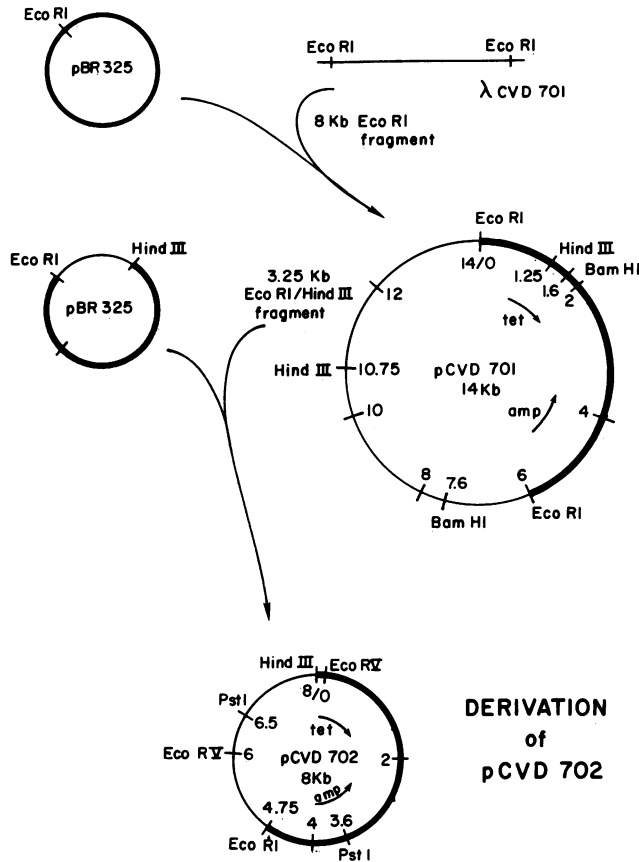 Eco RI
pBR 325
Eco RI
Eco RI
λ CVD 701
8 Kb Eco RI
fragment
Eco RI
Hind III
pBR 325
3.25 Kb
Eco RI/Hind III
fragment
Eco RI
14/0
Hind III
1.25
Bam HI
1.6
2
12
tet
Hind III
10.75
pCVD 701
14Kb
10
amp
4
8
7.6
6
Bam HI
Eco RI
Hind III
Eco RV
8/0
Pst I
6.5
tet
Eco RV
6
pCVD 702
8Kb
2
amp
4.75
4
3.6
Eco RI
Pst I
DERIVATION
of
pCVD 702